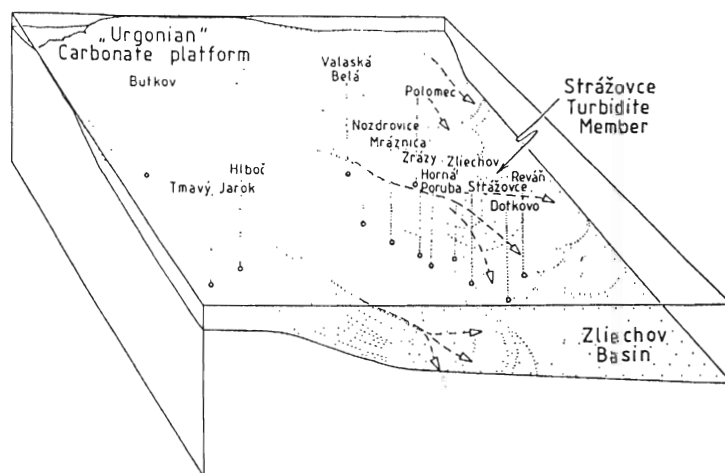 „Urgonian"
Carbonate platform
Butkov
Valaská
Belá
Polomec
Strážovce
Turbidite
Member
Nozdrovice
Mráznica
Zrázy
Zliechov
Hlboč
Tmavý Jarok
Horná
Poruba
Strážovce
Reváň
Dotkovo
Zliechov
Basin